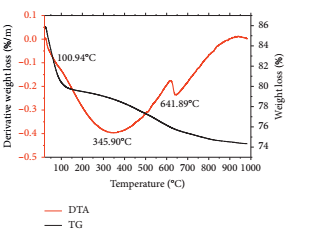 0.1
0.0
−0.1
−0.2
−0.3
−0.4
−0.5
Derivative weight loss (%/m)
86
84
82
80
78
76
74
Weight loss (%)
100.94°C
641.89°C
345.90°C
100 200 300 400 500 600 700 800 900 1000
Temperature (°C)
DTA
TG